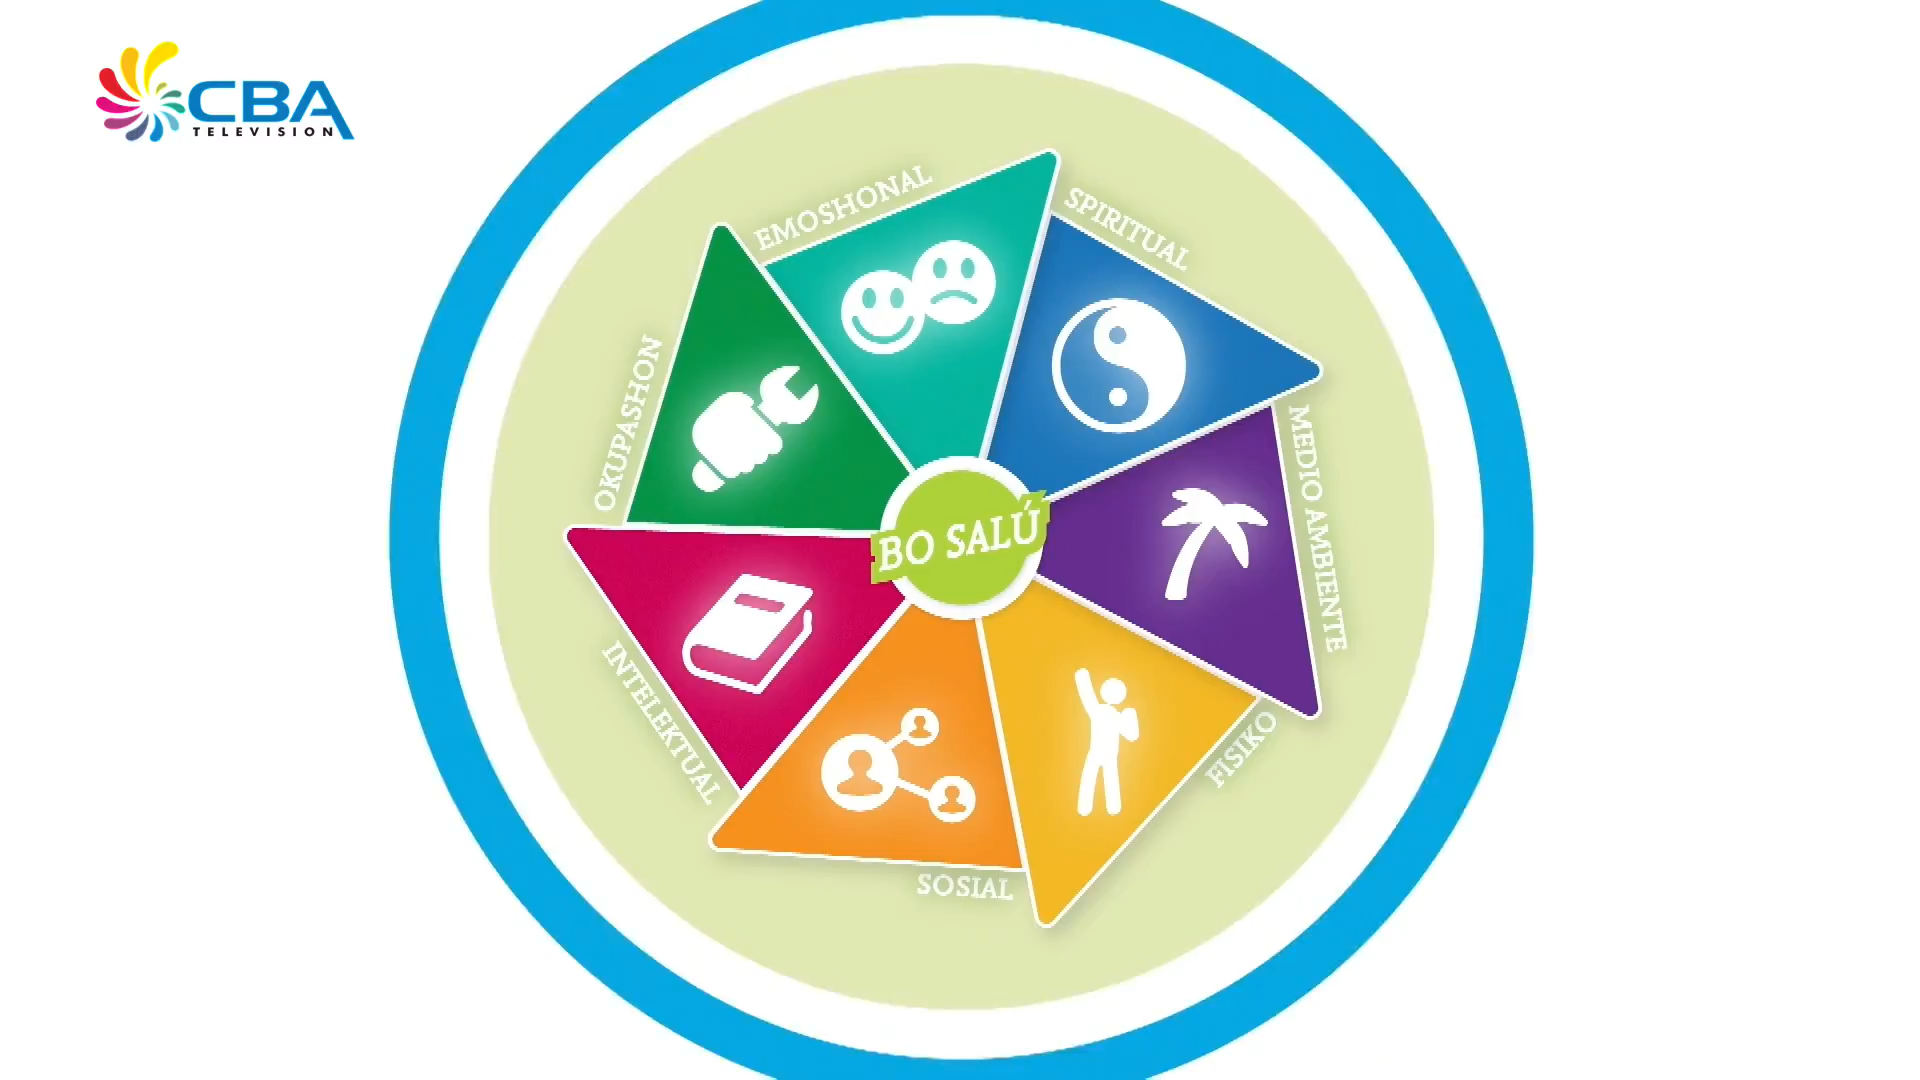 CBA
TELEVISION
EMOSHONAL
SPIRITUAL
MEDIO AMBIENTE
FISIKO
SOSIAL
INTELEKTUAL
OKUPASHON
BO SALÚ